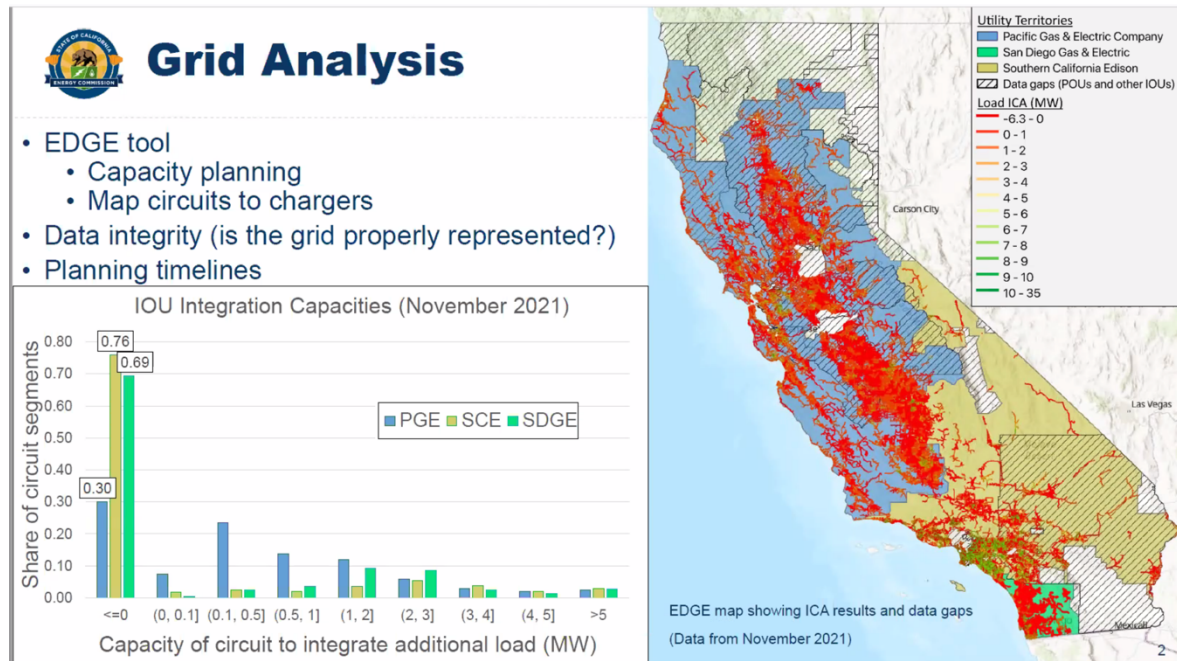 STATE OF CALIFORNIA
ENERGY COMMISSION
Grid Analysis
• EDGE tool
• Capacity planning
• Map circuits to chargers
• Data integrity (is the grid properly represented?)
• Planning timelines
IOU Integration Capacities (November 2021)
Share of circuit segments
0.80
0.70
0.60
0.50
0.40
0.30
0.20
0.10
0.00
0.30
0.76
0.69
PGE SCE SDGE
<=0 (0, 0.1] (0.1, 0.5] (0.5, 1] (1, 2] (2, 3] (3, 4] (4, 5] >5
Capacity of circuit to integrate additional load (MW)
Utility Territories
Pacific Gas & Electric Company
San Diego Gas & Electric
Southern California Edison
Data gaps (POUs and other IOUs)
Load ICA (MW)
-6.3 - 0
0 - 1
1 - 2
2 - 3
3 - 4
4 - 5
5 - 6
6 - 7
7 - 8
8 - 9
9 - 10
10 - 35
Carson City
Las Vegas
Mexicali
EDGE map showing ICA results and data gaps
(Data from November 2021)
2